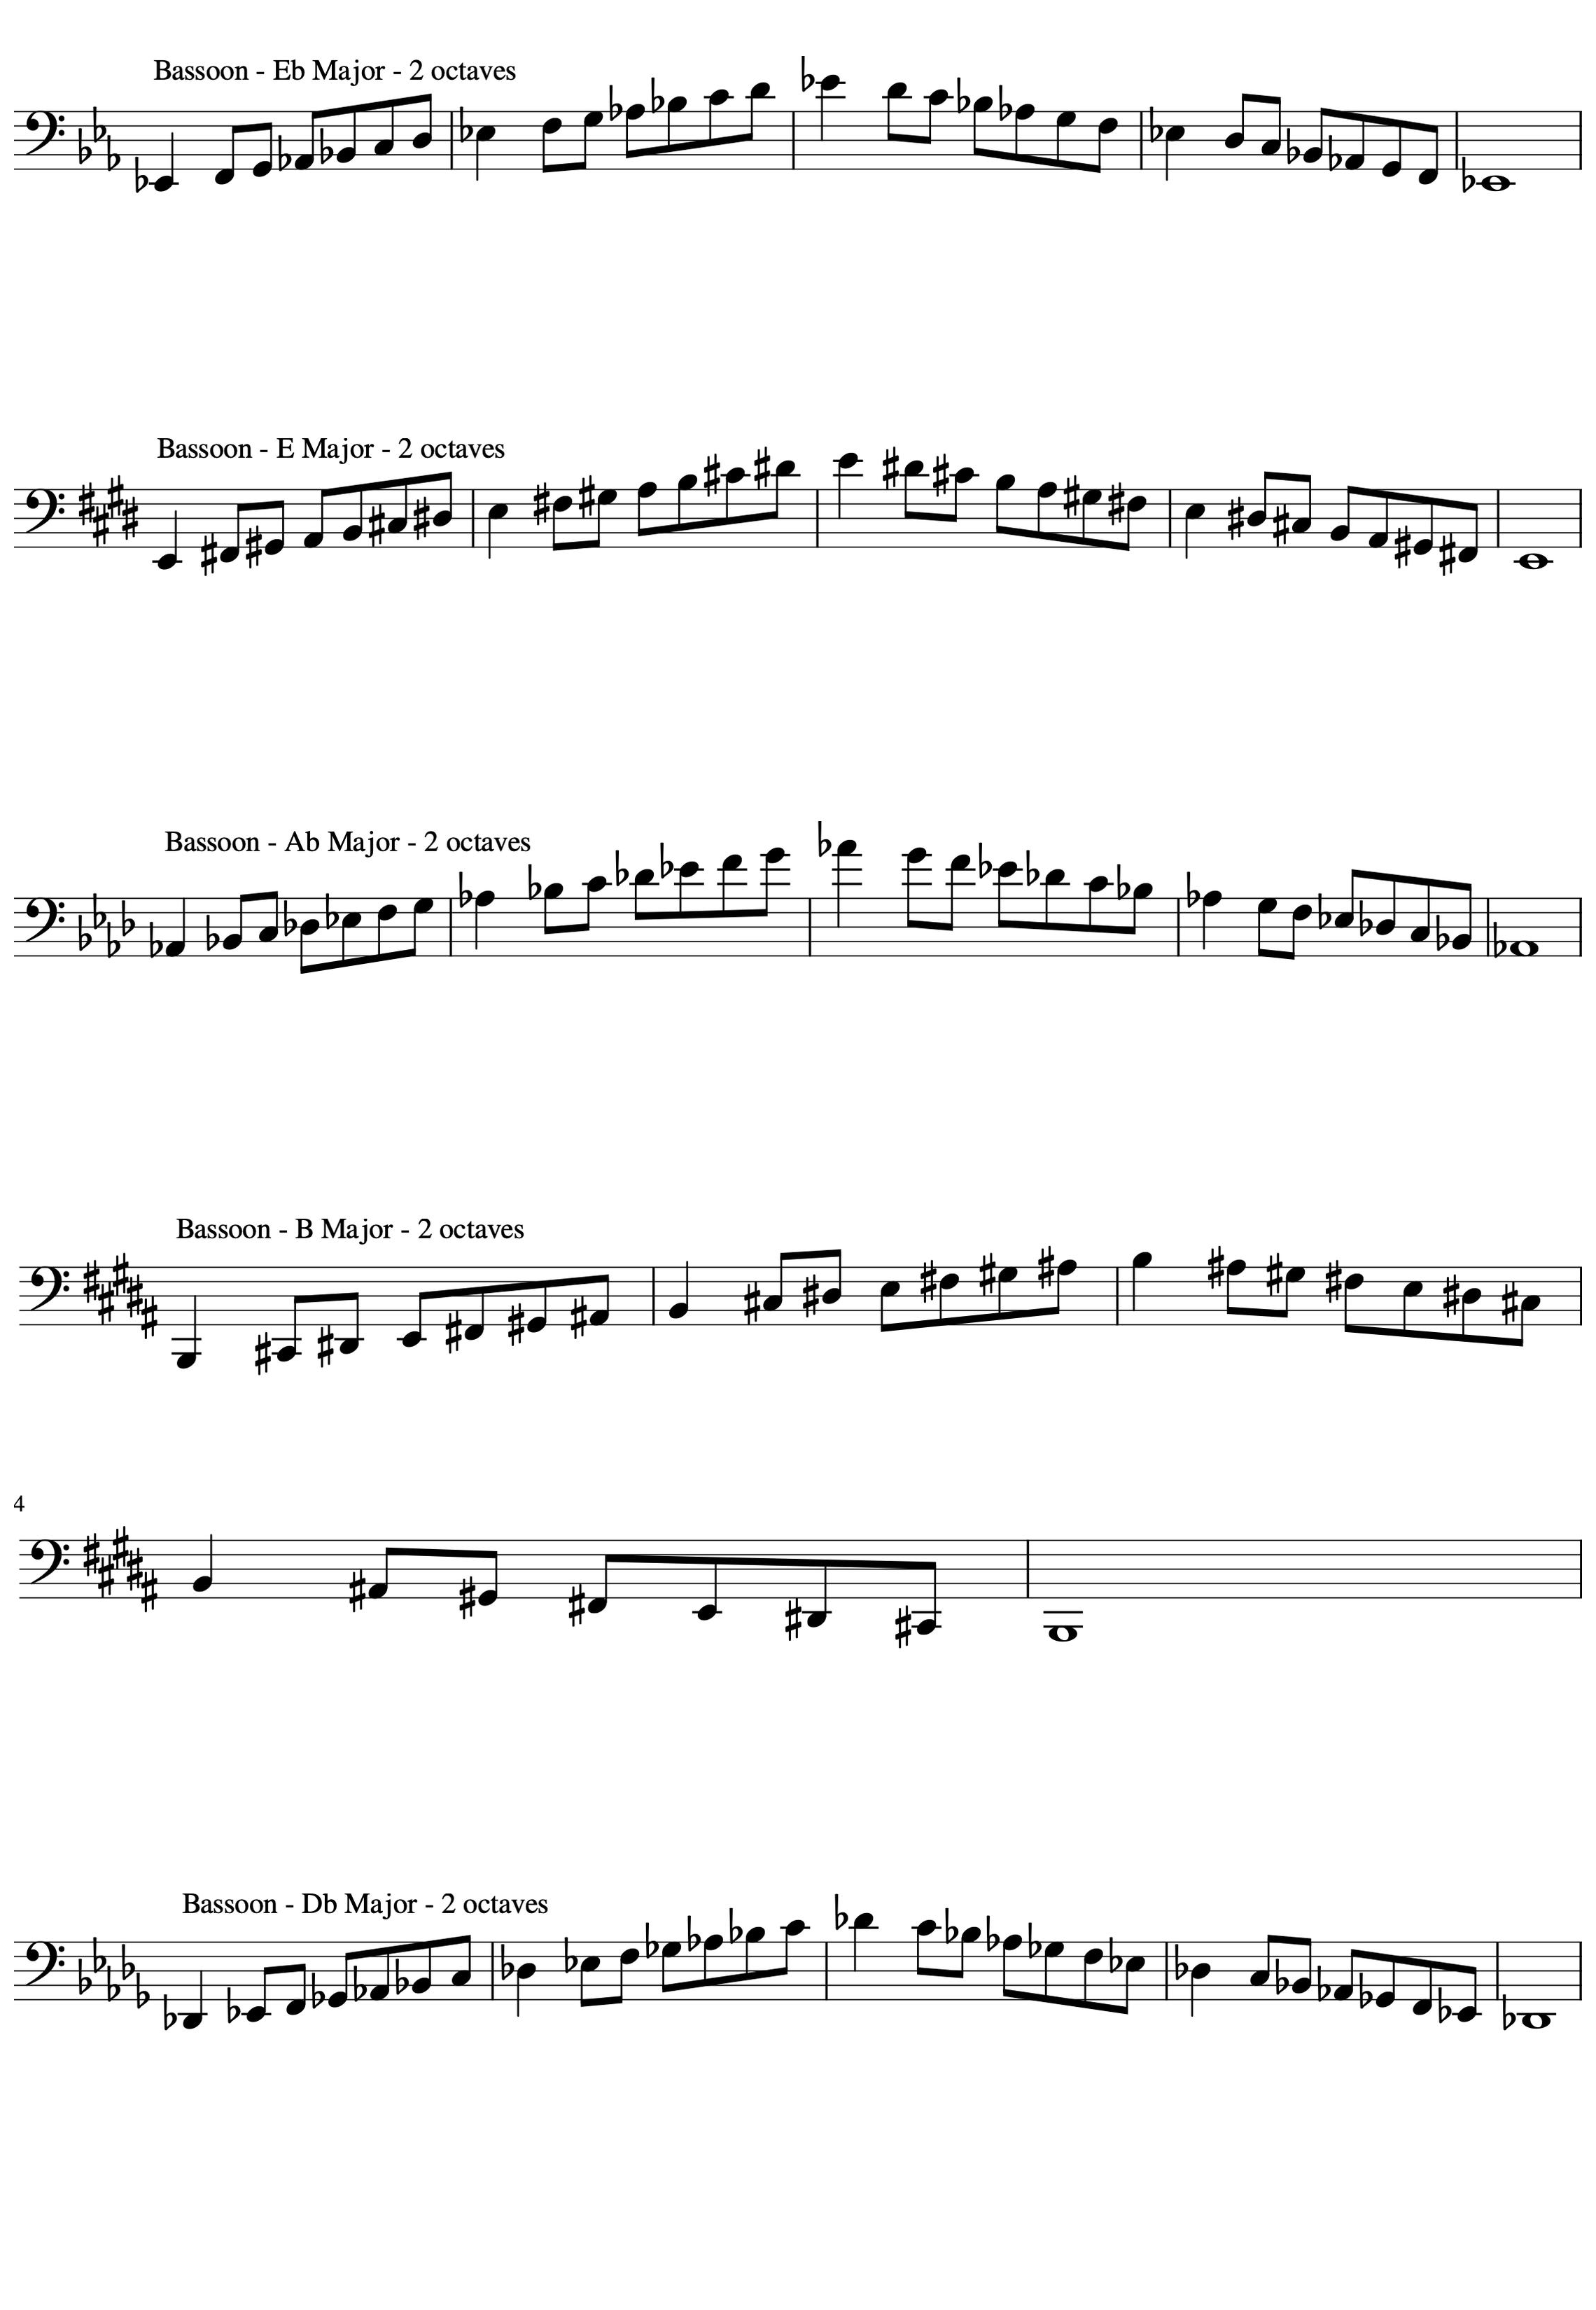 Bassoon - Eb Major - 2 octaves
Bassoon - E Major - 2 octaves
Bassoon - Ab Major - 2 octaves
Bassoon - B Major - 2 octaves
4
Bassoon - Db Major - 2 octaves